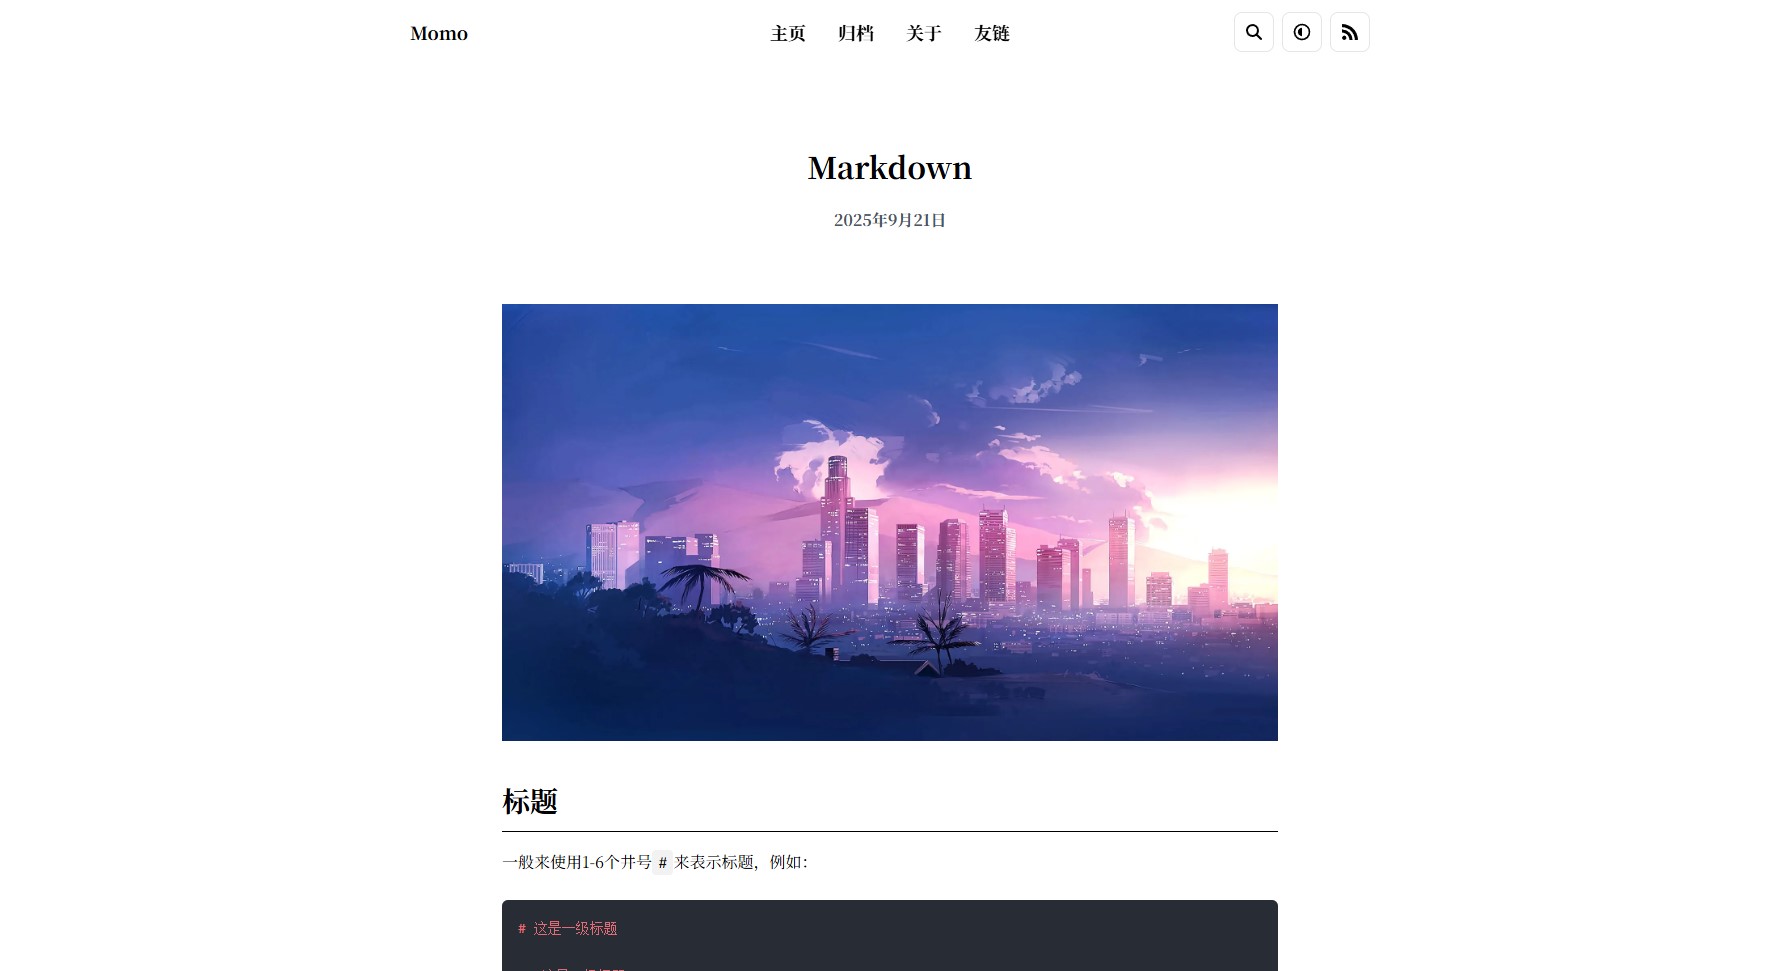 Momo
主页 归档 关于 友链
Markdown
2025年9月21日
标题
一般来使用1-6个井号 # 来表示标题，例如：
# 这是一级标题